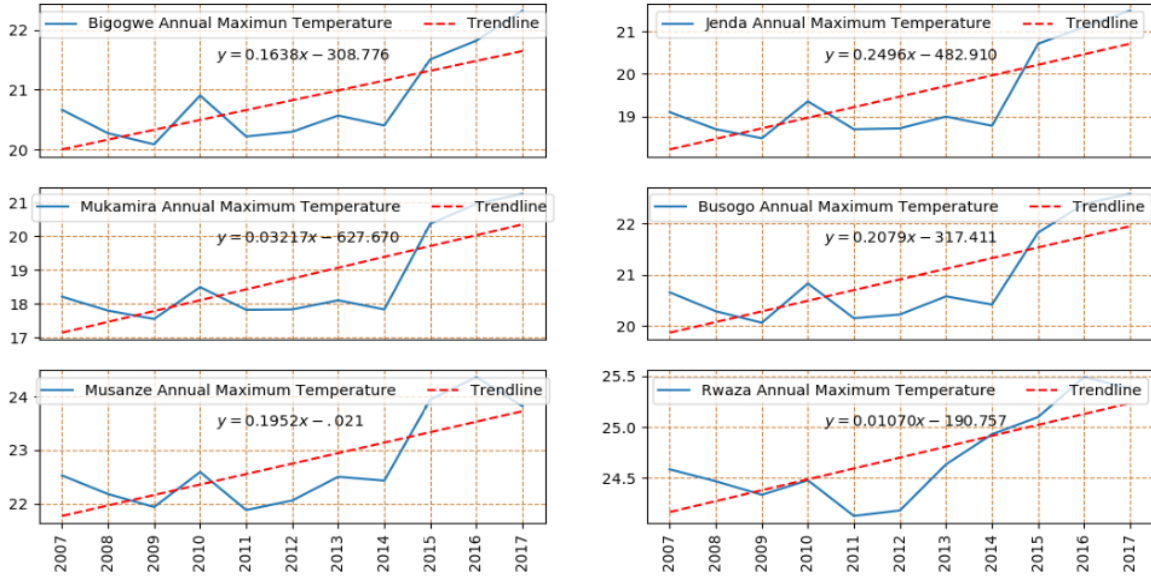 Bigogwe Annual Maximun Temperature Trendline
y = 0.1638x − 308.776
22
21
20
Jenda Annual Maximum Temperature Trendline
y = 0.2496x − 482.910
21
20
19
Mukamira Annual Maximum Temperature Trendline
y = 0.03217x − 627.670
21
20
19
18
17
Busogo Annual Maximum Temperature Trendline
y = 0.2079x − 317.411
22
21
20
Musanze Annual Maximum Temperature Trendline
y = 0.1952x − .021
24
23
22
2007 2008 2009 2010 2011 2012 2013 2014 2015 2016 2017
Rwaza Annual Maximum Temperature Trendline
y = 0.01070x − 190.757
25.5
25.0
24.5
2007 2008 2009 2010 2011 2012 2013 2014 2015 2016 2017